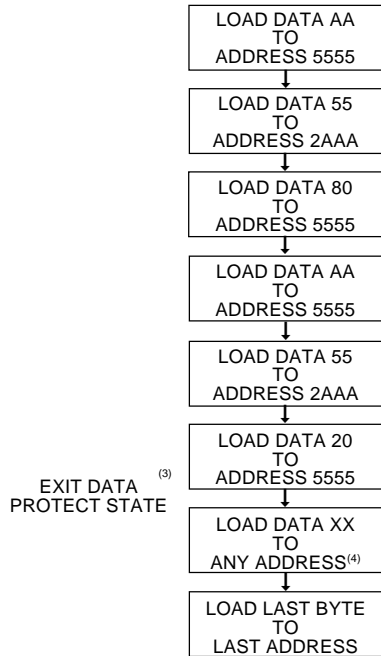 LOAD DATA AA
TO
ADDRESS 5555
LOAD DATA 55
TO
ADDRESS 2AAA
LOAD DATA 80
TO
ADDRESS 5555
LOAD DATA AA
TO
ADDRESS 5555
LOAD DATA 55
TO
ADDRESS 2AAA
LOAD DATA 20
TO
ADDRESS 5555
EXIT DATA (3)
PROTECT STATE
LOAD DATA XX
TO
ANY ADDRESS(4)
LOAD LAST BYTE
TO
LAST ADDRESS